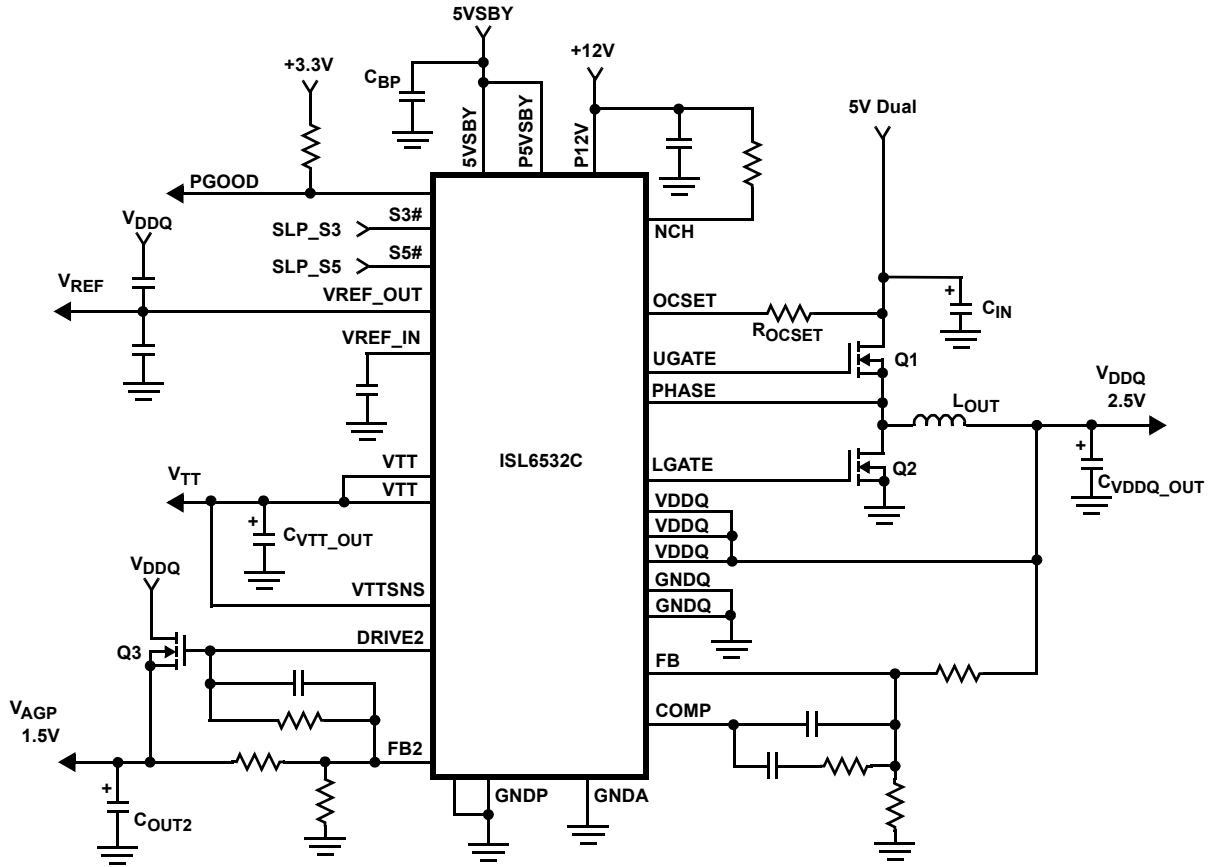 5VSBY
+12V
+3.3V
CBP
5V Dual
5VSBY
P5VSBY
P12V
PGOOD
S3#
SLP_S3
NCH
VDDQ
S5#
SLP_S5
VREF
VREF_OUT
OCSET
CIN
ROCSET
VREF_IN
UGATE
Q1
PHASE
VDDQ
2.5V
LOUT
ISL6532C
VTT
LGATE
Q2
VTT
VTT
CVDDQ_OUT
VDDQ
VDDQ
VDDQ
CVTT_OUT
VDDQ
VTTSNS
GNDQ
GNDQ
DRIVE2
Q3
FB
VAGP
1.5V
COMP
FB2
GNDP
GNDA
COUT2